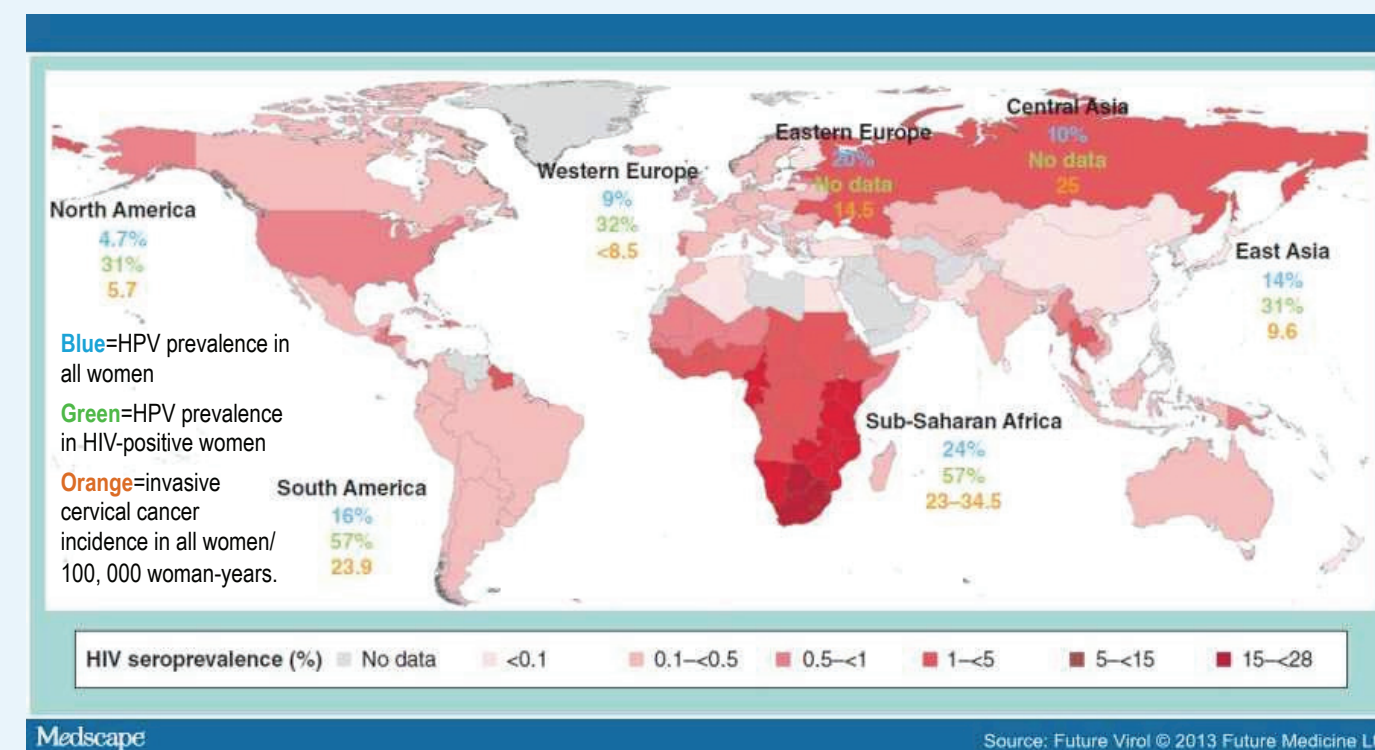 Central Asia
10%
No data
25
Eastern Europe
20%
No data
14.5
Western Europe
9%
32%
<8.5
North America
4.7%
31%
5.7
East Asia
14%
31%
9.6
Blue=HPV prevalence in
all women
Green=HPV prevalence
in HIV-positive women
Orange=invasive
cervical cancer
incidence in all women/
100, 000 woman-years.
Sub-Saharan Africa
24%
57%
23–34.5
South America
16%
57%
23.9
HIV seroprevalence (%) No data <0.1 0.1–<0.5 0.5–<1 1–<5 5–<15 15–<28
Medscape
Source: Future Virol © 2013 Future Medicine Lt